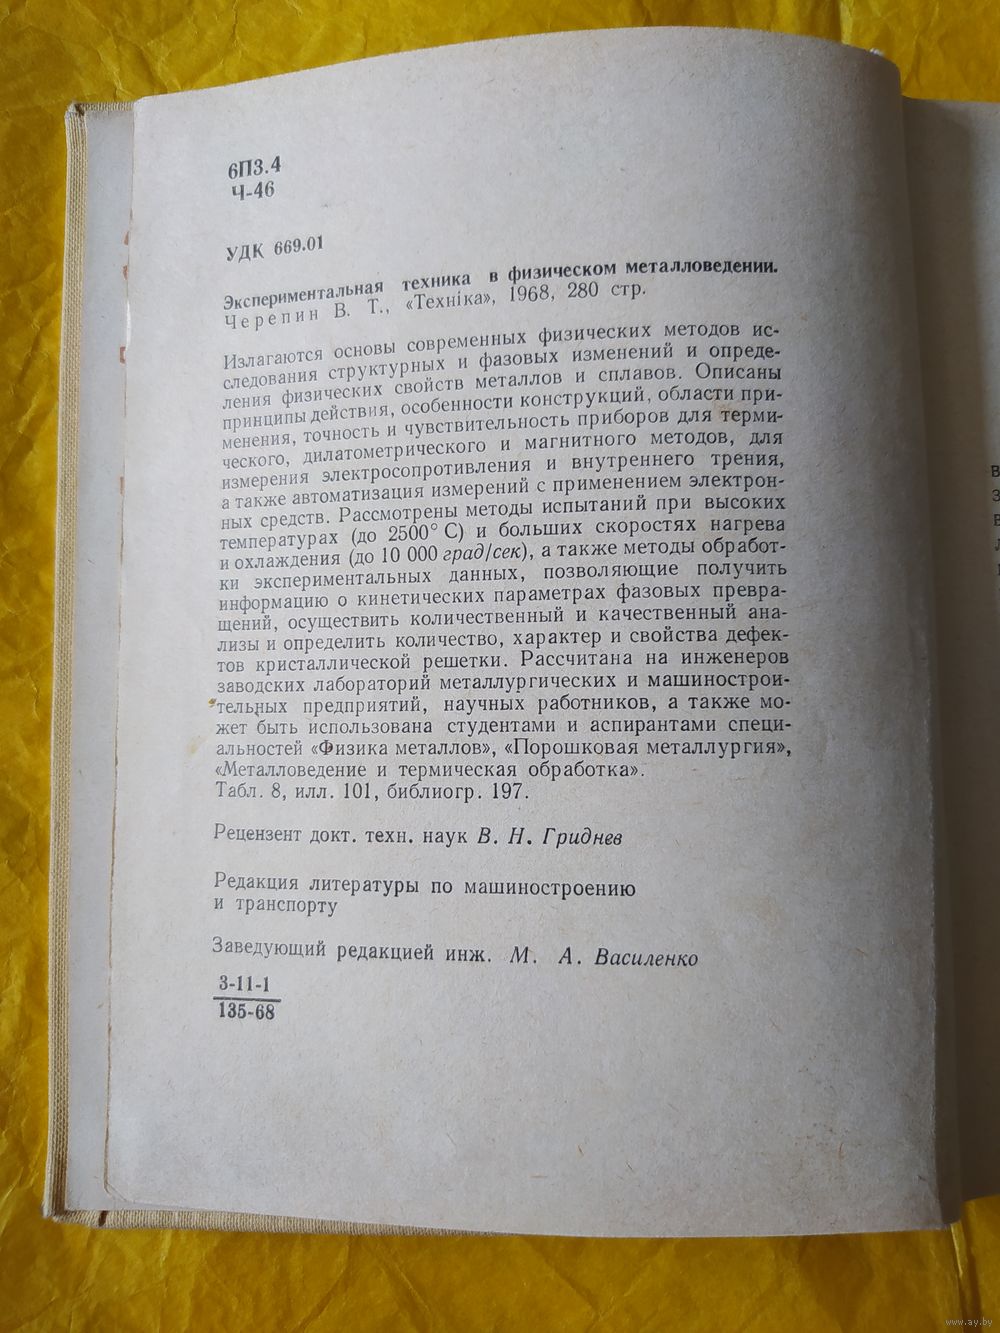 6П3.4
Ч-46
УДК 669.01
Экспериментальная техника в физическом металловедении.
Черепин В. Т., «Технiка», 1968, 280 стр.
Излагаются основы современных физических методов ис-
следования структурных и фазовых изменений и опреде-
ления физических свойств металлов и сплавов. Описаны
принципы действия, особенности конструкций, области при-
менения, точность и чувствительность приборов для терми-
ческого, дилатометрического и магнитного методов, для
измерения электросопротивления и внутреннего трения,
а также автоматизация измерений с применением электрон-
ных средств. Рассмотрены методы испытаний при высоких
температурах (до 2500° С) и больших скоростях нагрева
и охлаждения (до 10 000 град/сек), а также методы обработ-
ки экспериментальных данных, позволяющие получить
информацию о кинетических параметрах фазовых превра-
щений, осуществить количественный и качественный ана-
лизы и определить количество, характер и свойства дефек-
тов кристаллической решетки. Рассчитана на инженеров
заводских лабораторий металлургических и машинострои-
тельных предприятий, научных работников, а также мо-
жет быть использована студентами и аспирантами специ-
альностей «Физика металлов», «Порошковая металлургия»,
«Металловедение и термическая обработка».
Табл. 8, илл. 101, библиогр. 197.
Рецензент докт. техн. наук В. Н. Гриднев
Редакция литературы по машиностроению
и транспорту
Заведующий редакцией инж. М. А. Василенко
3-11-1
135-68
www.ay.by